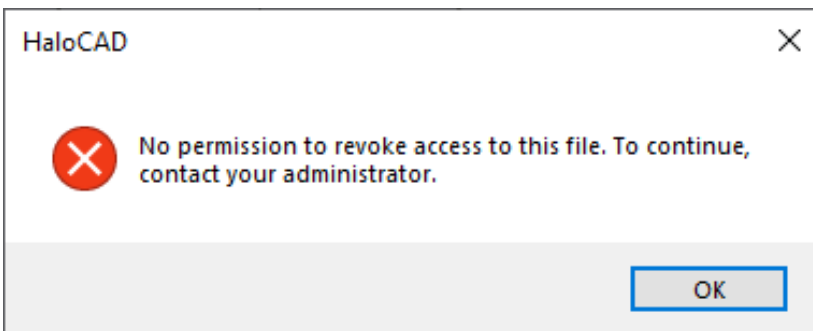 HaloCAD
No permission to revoke access to this file. To continue,
contact your administrator.
OK